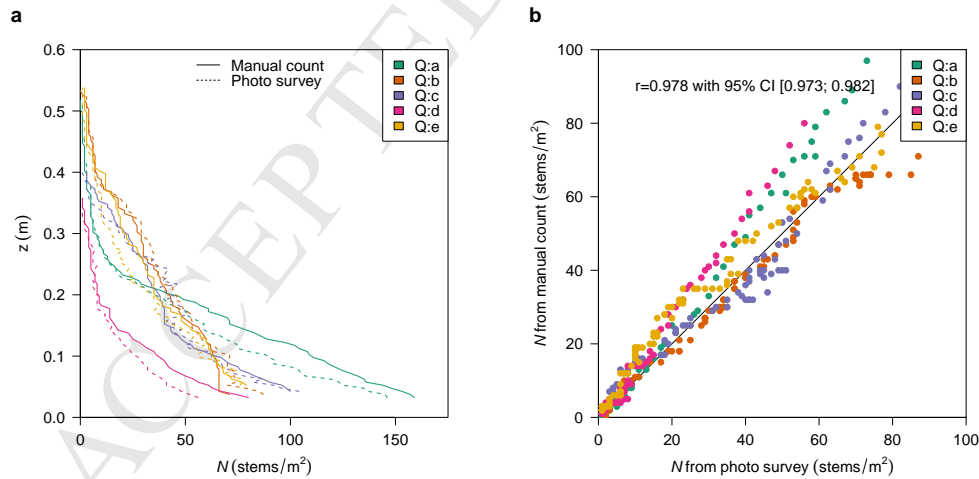 a
0.6
0.5
0.4
0.3
0.2
0.1
0.0
z (m)
0
50
100
150
N (stems/m²)
Manual count
Photo survey
Q:a
Q:b
Q:c
Q:d
Q:e
ACCEPTE
b
100
80
60
40
20
0
N from manual count (stems/m²)
0
20
40
60
80
100
N from photo survey (stems/m²)
r=0.978 with 95% CI [0.973; 0.982]
Q:a
Q:b
Q:c
Q:d
Q:e